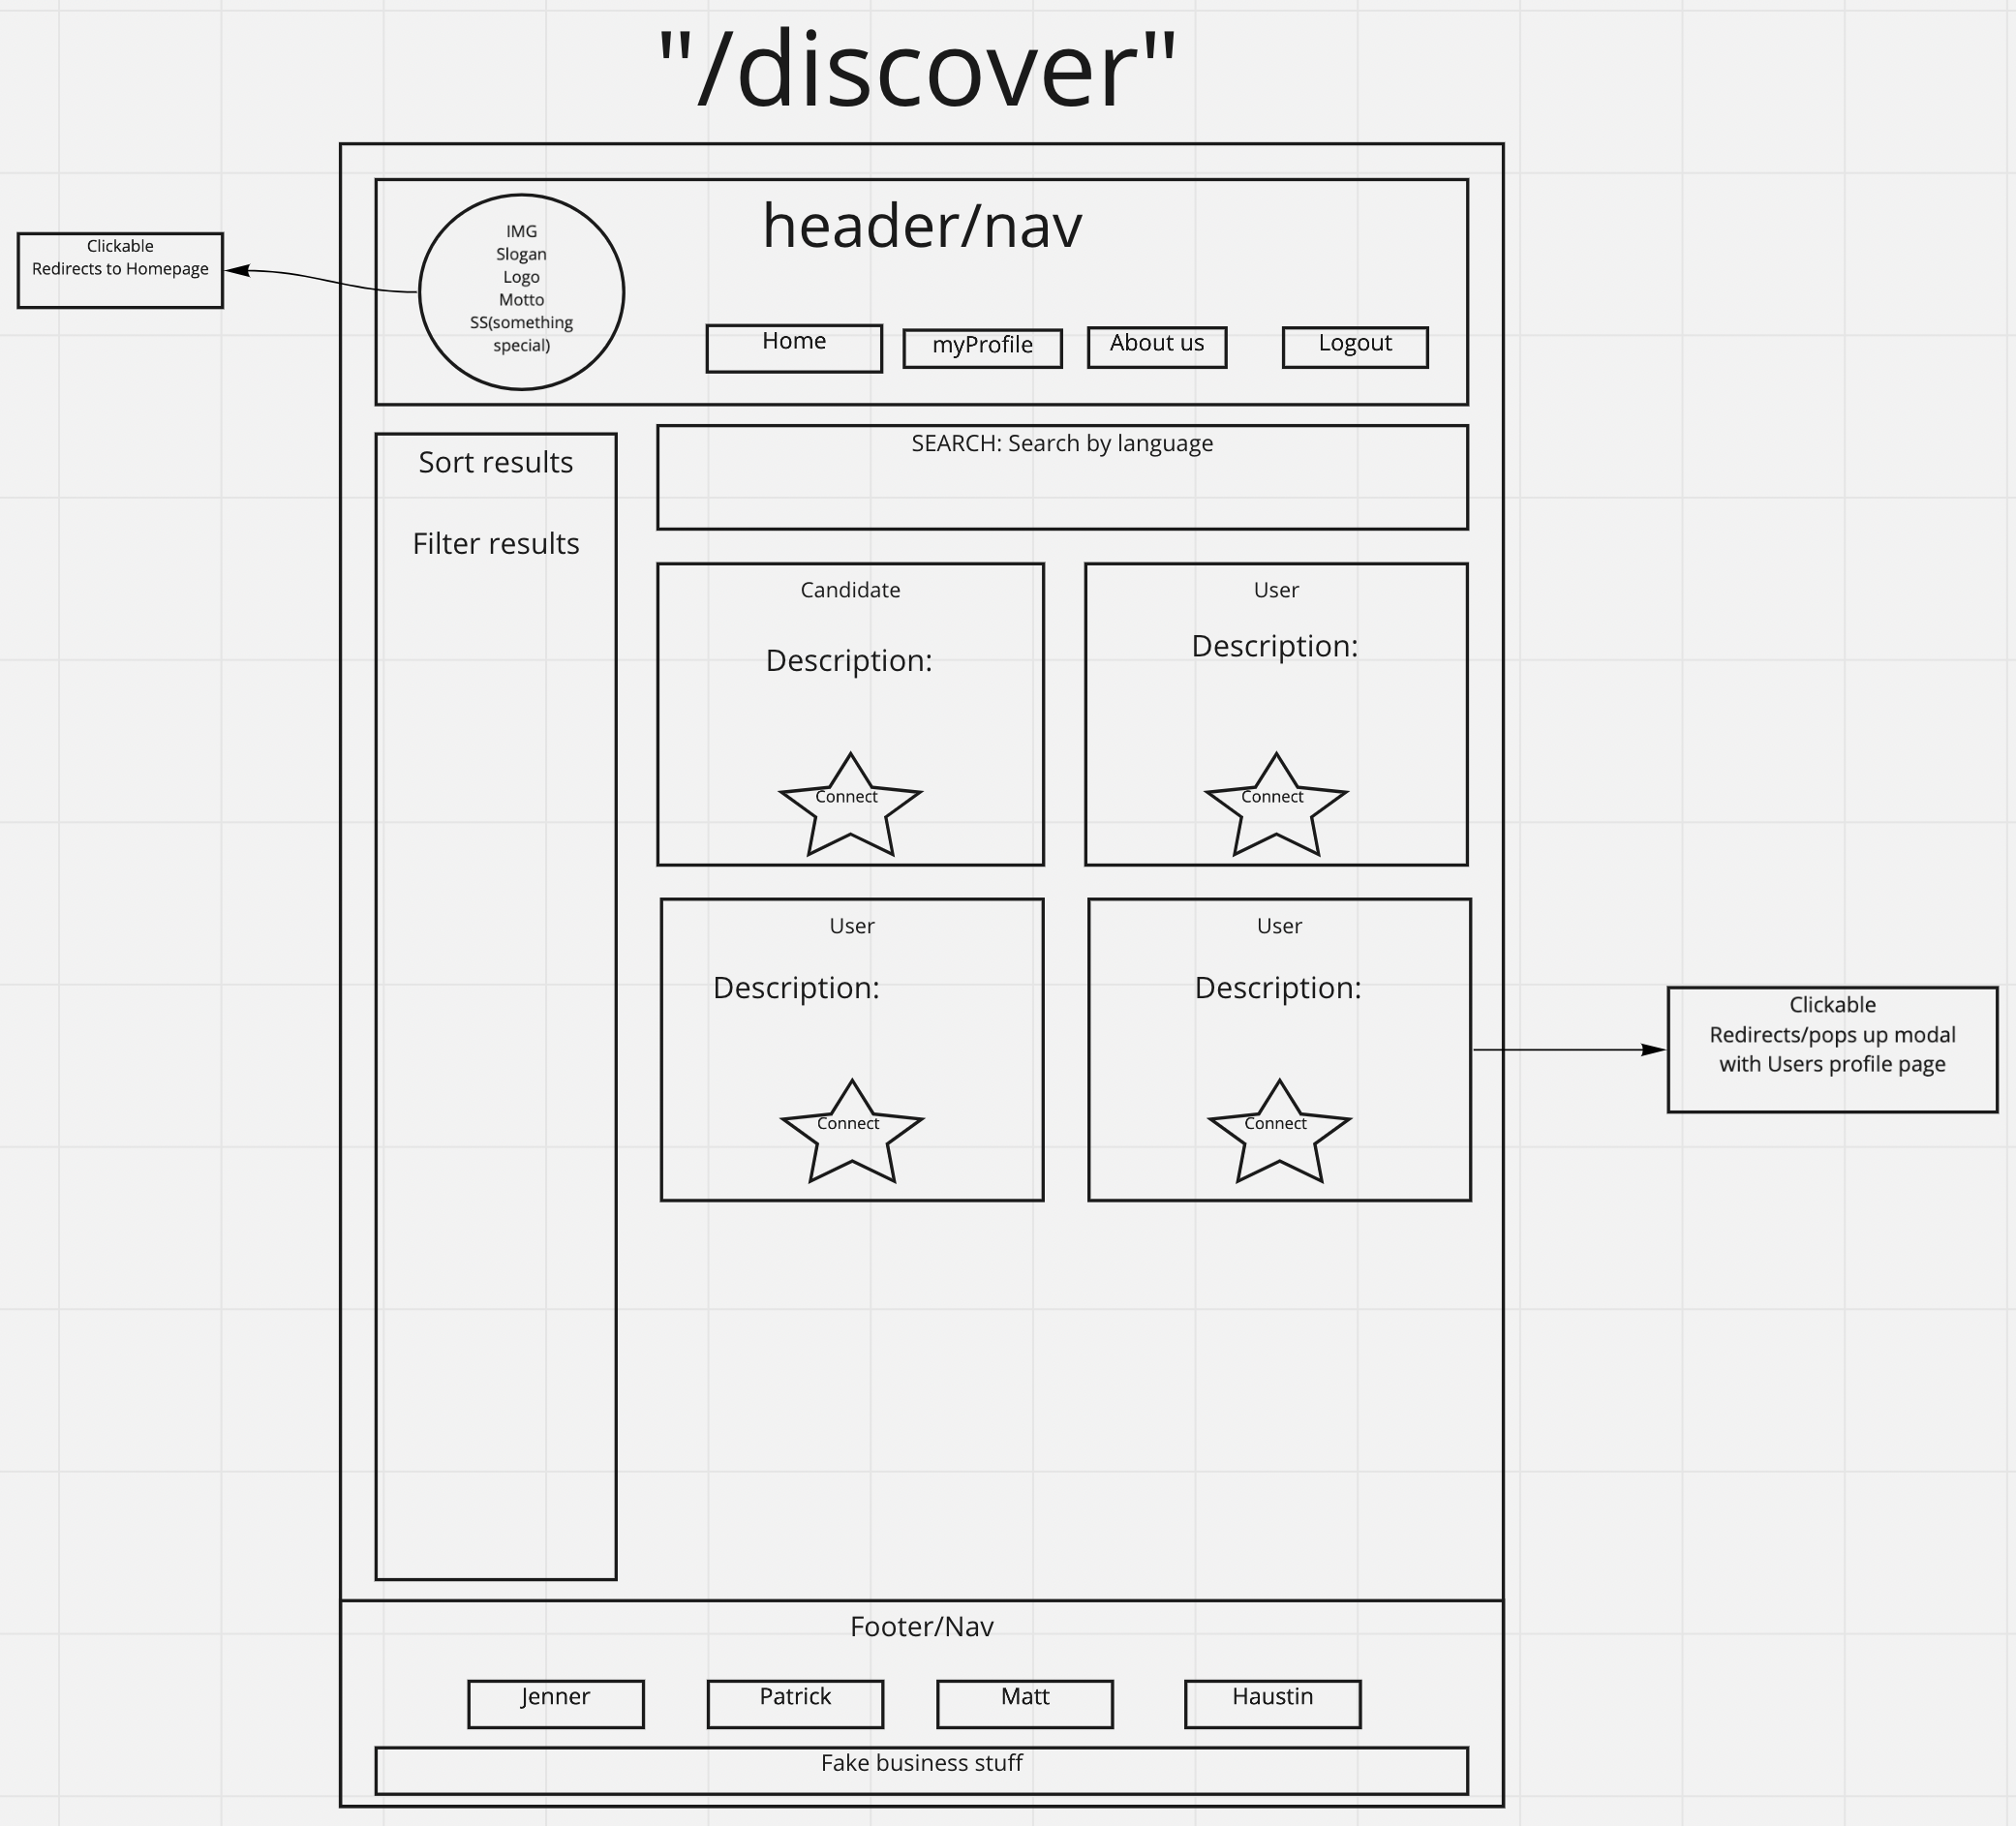 "/discover"
header/nav
Clickable
Redirects to Homepage
IMG
Slogan
Logo
Motto
SS(something
special)
Home
myProfile
About us
Logout
Sort results
Filter results
SEARCH: Search by language
Candidate
Description:
Connect
User
Description:
Connect
User
Description:
Connect
User
Description:
Connect
Clickable
Redirects/pops up modal
with Users profile page
Footer/Nav
Jenner
Patrick
Matt
Haustin
Fake business stuff